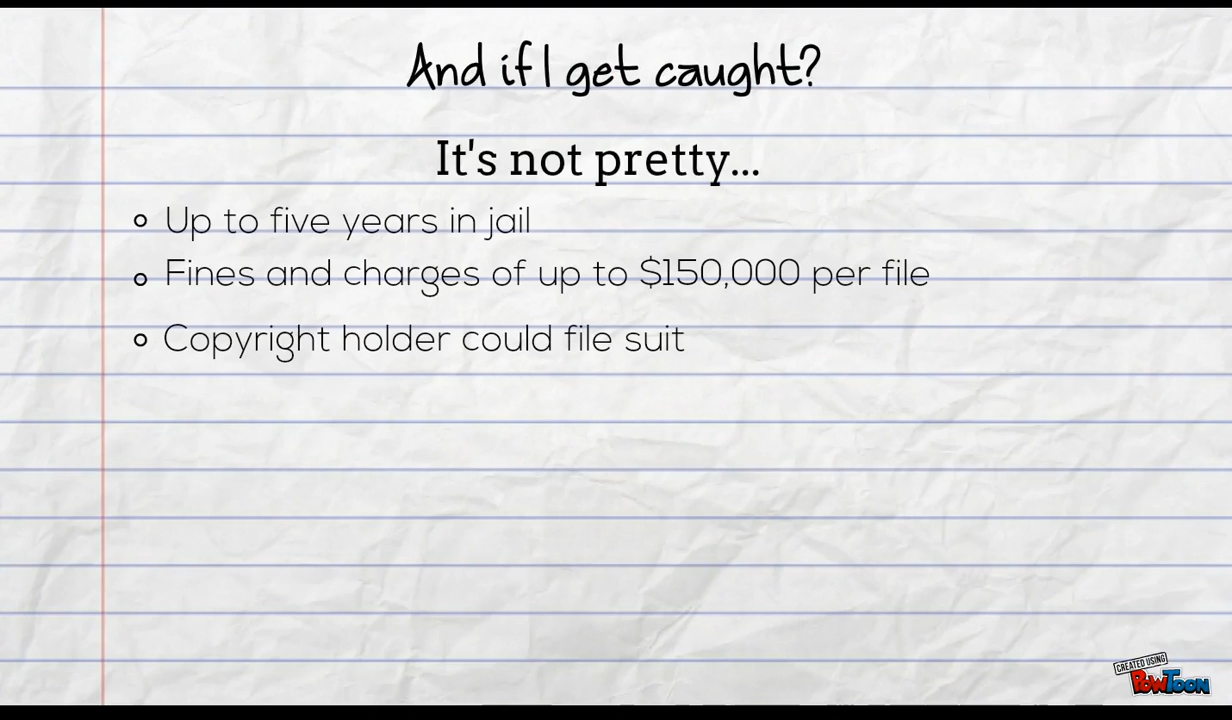 And if I get caught?
It's not pretty...
Up to five years in jail
Fines and charges of up to $150,000 per file
Copyright holder could file suit
CREATED USING
PowToon